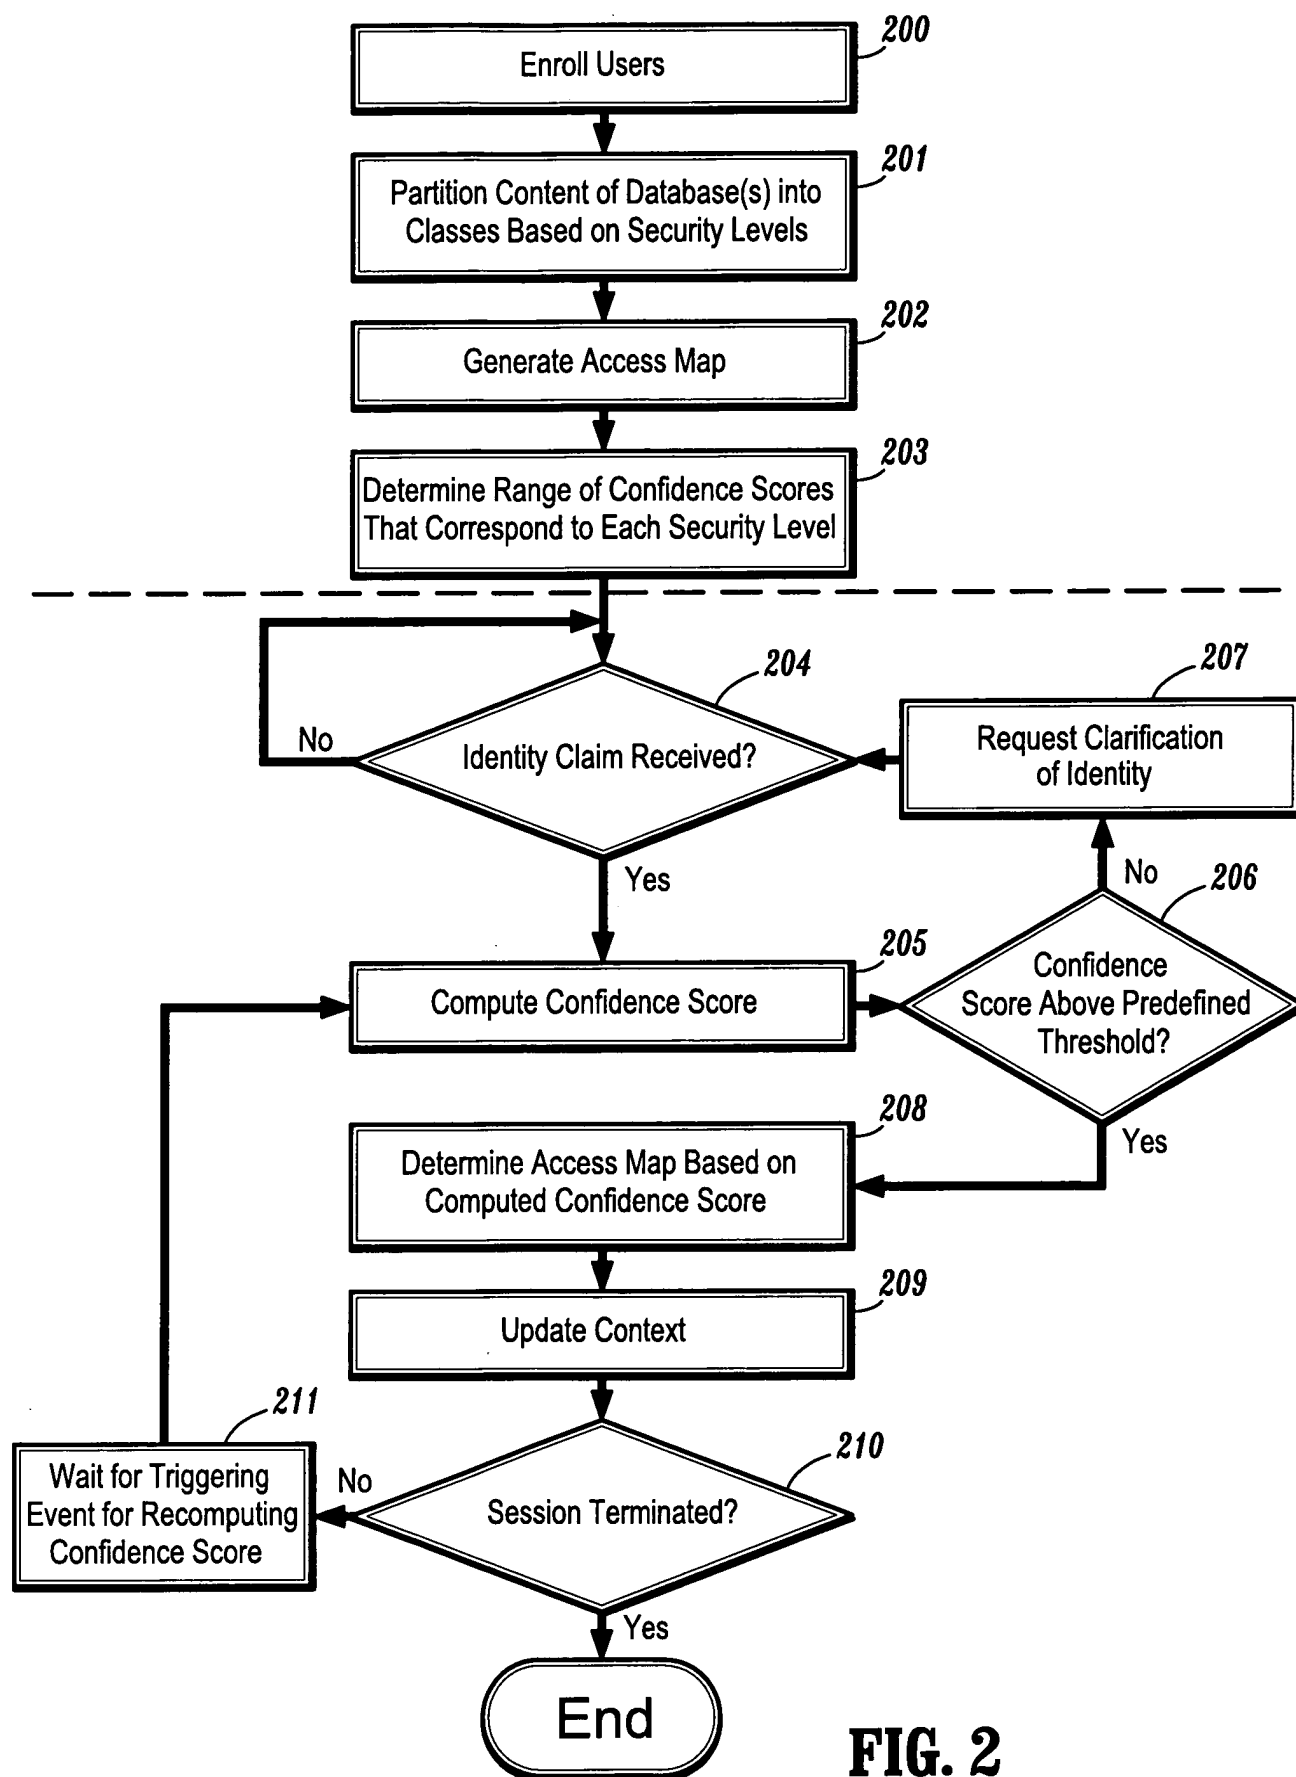 200
Enroll Users
201
Partition Content of Database(s) into
Classes Based on Security Levels
202
Generate Access Map
203
Determine Range of Confidence Scores
That Correspond to Each Security Level
204
Identity Claim Received?
No
Yes
207
Request Clarification
of Identity
No
206
Confidence
Score Above Predefined
Threshold?
Yes
205
Compute Confidence Score
208
Determine Access Map Based on
Computed Confidence Score
209
Update Context
210
Session Terminated?
No
211
Wait for Triggering
Event for Recomputing
Confidence Score
Yes
End
FIG. 2